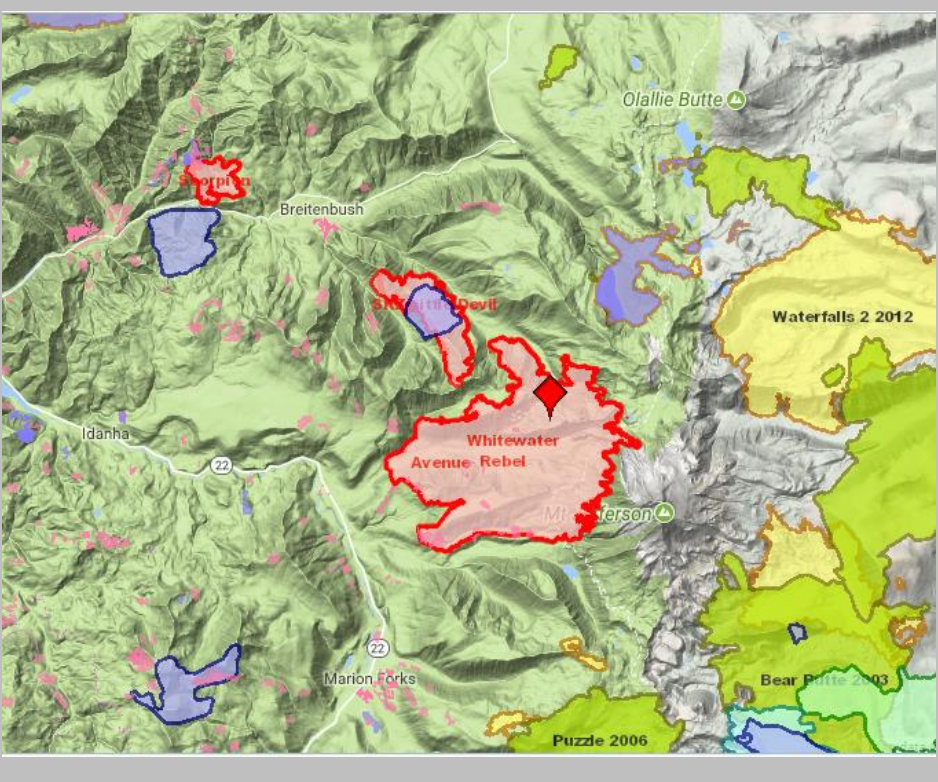 Olallie Butte
Breitenbush
Devil
Waterfalls 2 2012
Idanha
22
Whitewater
Avenue Rebel
22
Marion Forks
Bear Butte 2003
Puzzle 2006